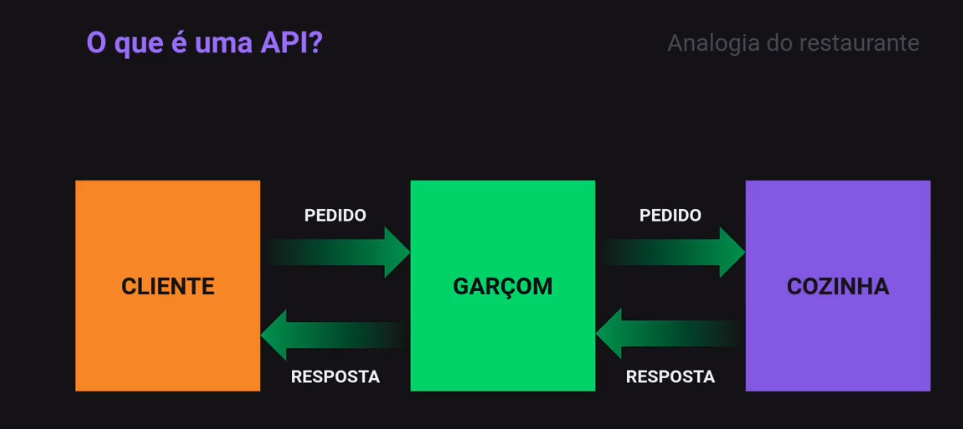 O que é uma API?
Analogia do restaurante
PEDIDO
PEDIDO
CLIENTE
GARÇOM
COZINHA
RESPOSTA
RESPOSTA